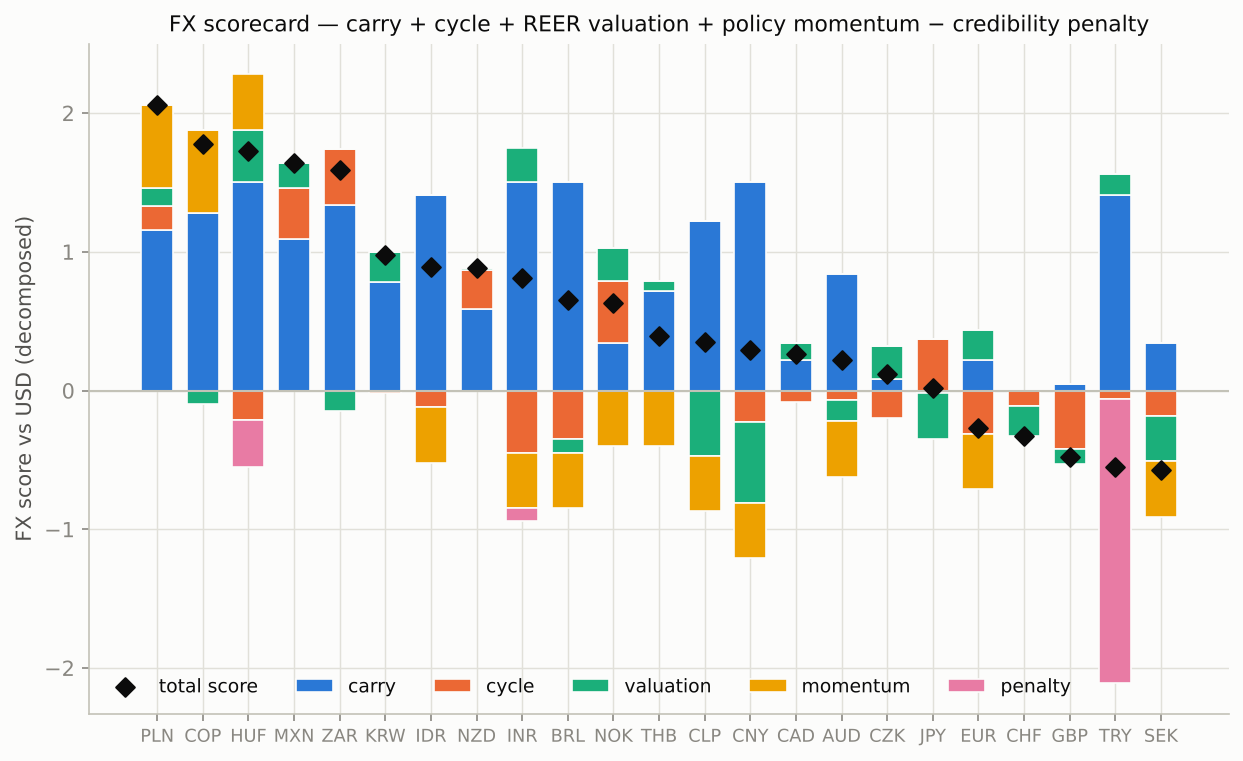 FX scorecard — carry + cycle + REER valuation + policy momentum − credibility penalty
FX score vs USD (decomposed)
2
1
0
−1
−2
total score carry cycle valuation momentum penalty
PLN COP HUF MXN ZAR KRW IDR NZD INR BRL NOK THB CLP CNY CAD AUD CZK JPY EUR CHF GBP TRY SEK